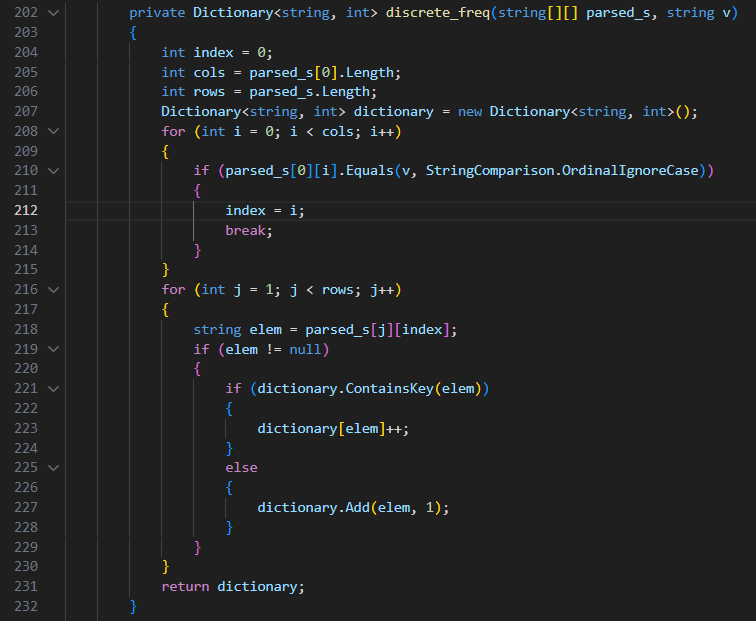 202 private Dictionary<string, int> discrete_freq(string[][] parsed_s, string v)
203 {
204 int index = 0;
205 int cols = parsed_s[0].Length;
206 int rows = parsed_s.Length;
207 Dictionary<string, int> dictionary = new Dictionary<string, int>();
208 for (int i = 0; i < cols; i++)
209 {
210 if (parsed_s[0][i].Equals(v, StringComparison.OrdinalIgnoreCase))
211 {
212 index = i;
213 break;
214 }
215 }
216 for (int j = 1; j < rows; j++)
217 {
218 string elem = parsed_s[j][index];
219 if (elem != null)
220 {
221 if (dictionary.ContainsKey(elem))
222 {
223 dictionary[elem]++;
224 }
225 else
226 {
227 dictionary.Add(elem, 1);
228 }
229 }
230 }
231 return dictionary;
232 }